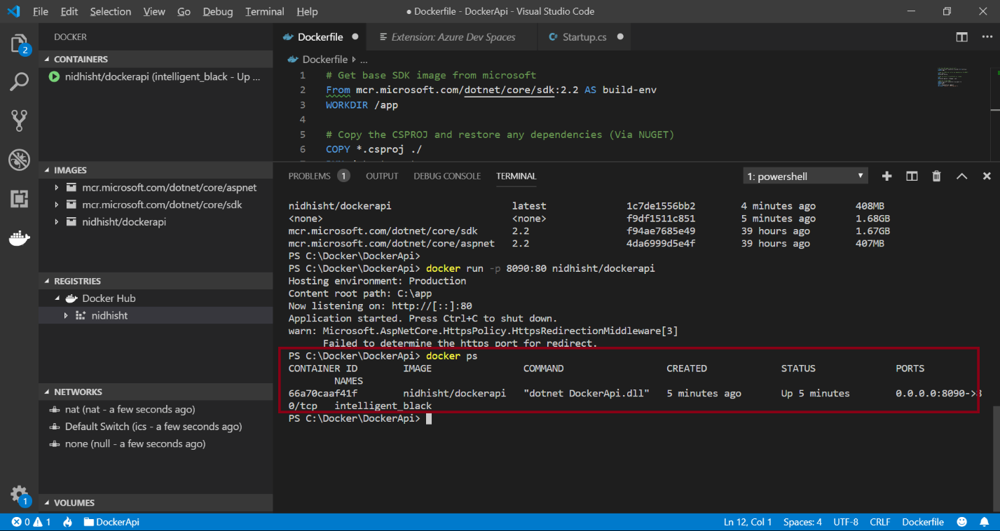 File Edit Selection View Go Debug Terminal Help
● Dockerfile - DockerApi - Visual Studio Code
2
DOCKER
CONTAINERS
nidhisht/dockerapi (intelligent_black - Up ...
IMAGES
mcr.microsoft.com/dotnet/core/aspnet
mcr.microsoft.com/dotnet/core/sdk
nidhisht/dockerapi
REGISTRIES
Docker Hub
nidhisht
NETWORKS
nat (nat - a few seconds ago)
Default Switch (ics - a few seconds ago)
none (null - a few seconds ago)
VOLUMES
1
Dockerfile ●
Extension: Azure Dev Spaces
Startup.cs ●
Dockerfile ...
1 # Get base SDK image from microsoft
2 From mcr.microsoft.com/dotnet/core/sdk:2.2 AS build-env
3 WORKDIR /app
4
5 # Copy the CSPROJ and restore any dependencies (Via NUGET)
6 COPY *.csproj ./
PROBLEMS 1 OUTPUT DEBUG CONSOLE TERMINAL
1: powershell
nidhisht/dockerapi latest 1c7de1556bb2 4 minutes ago 408MB
<none> <none> f9df1511c851 5 minutes ago 1.68GB
mcr.microsoft.com/dotnet/core/sdk 2.2 f94ae7685e49 39 hours ago 1.67GB
mcr.microsoft.com/dotnet/core/aspnet 2.2 4da6999d5e4f 39 hours ago 407MB
PS C:\Docker\DockerApi>
PS C:\Docker\DockerApi> docker run -p 8090:80 nidhisht/dockerapi
Hosting environment: Production
Content root path: C:\app
Now listening on: http://[::]:80
Application started. Press Ctrl+C to shut down.
warn: Microsoft.AspNetCore.HttpsPolicy.HttpsRedirectionMiddleware[3]
Failed to determine the https port for redirect.
PS C:\Docker\DockerApi> docker ps
CONTAINER ID IMAGE COMMAND CREATED STATUS PORTS
NAMES
66a70caaf41f nidhisht/dockerapi "dotnet DockerApi.dll" 5 minutes ago Up 5 minutes 0.0.0.0:8090->8
0/tcp intelligent_black
PS C:\Docker\DockerApi>
0 1 DockerApi
Ln 12, Col 1 Spaces: 4 UTF-8 CRLF Dockerfile